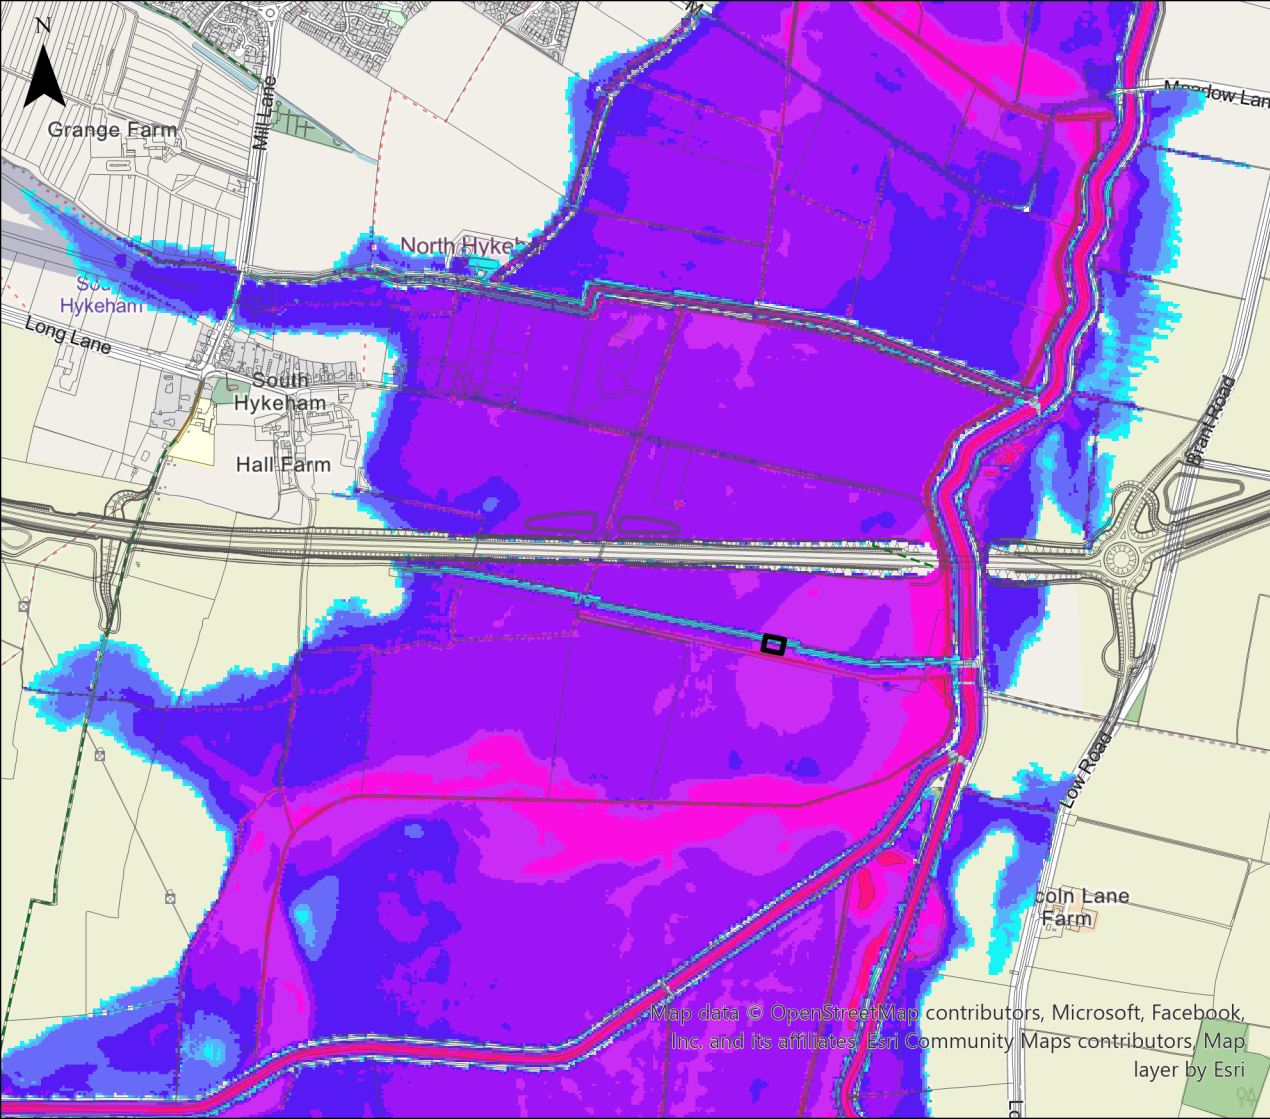 N
Meadow Lan
Mill Lane
Grange Farm
North Hykeh
Hykeham
Long Lane
South
Hykeham
Hall Farm
Brant Road
Low Road
coln Lane
Farm
Map data © OpenStreetMap contributors, Microsoft, Facebook,
Inc. and its affiliates, Esri Community Maps contributors, Map
layer by Esri